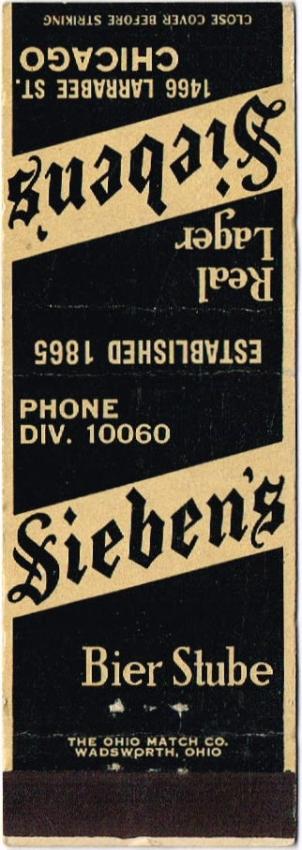 CLOSE COVER BEFORE STRIKING
1466 LARRABEE ST.
CHICAGO
Sieben's
Real
Lager
ESTABLISHED 1865
PHONE
DIV. 10060
Sieben's
Bier Stube
THE OHIO MATCH CO.
WADSWORTH, OHIO